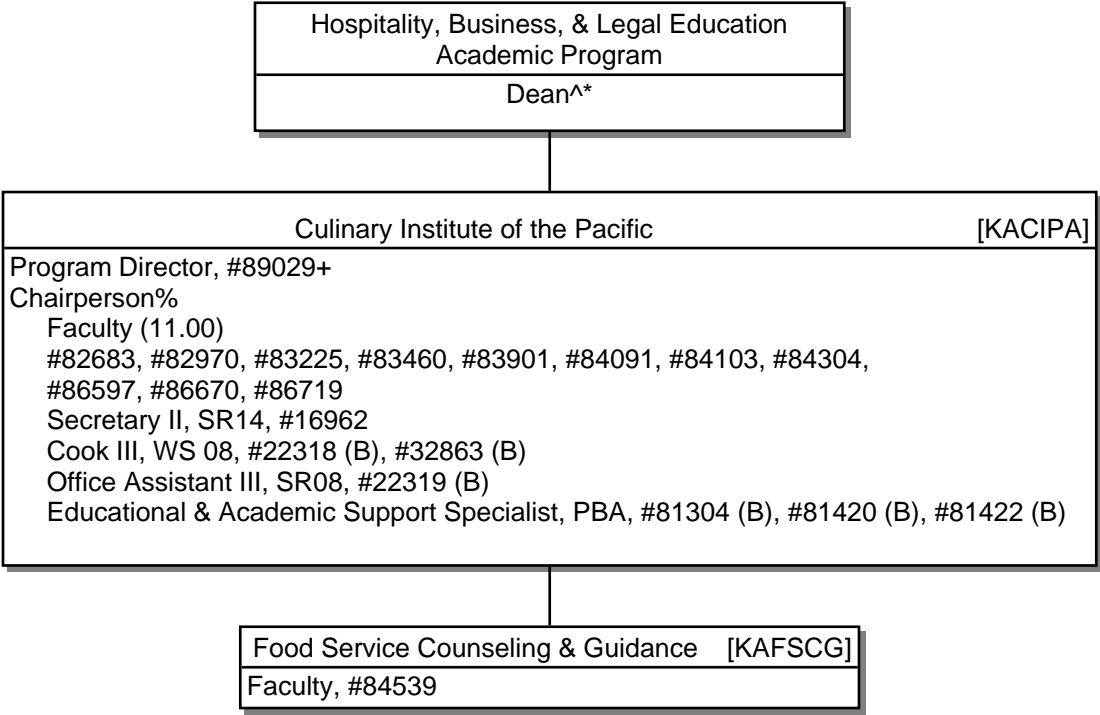 Hospitality, Business, & Legal Education
Academic Program
Dean^*
Culinary Institute of the Pacific [KACIPA]
Program Director, #89029+
Chairperson%
Faculty (11.00)
#82683, #82970, #83225, #83460, #83901, #84091, #84103, #84304,
#86597, #86670, #86719
Secretary II, SR14, #16962
Cook III, WS 08, #22318 (B), #32863 (B)
Office Assistant III, SR08, #22319 (B)
Educational & Academic Support Specialist, PBA, #81304 (B), #81420 (B), #81422 (B)
Food Service Counseling & Guidance [KAFSCG]
Faculty, #84539